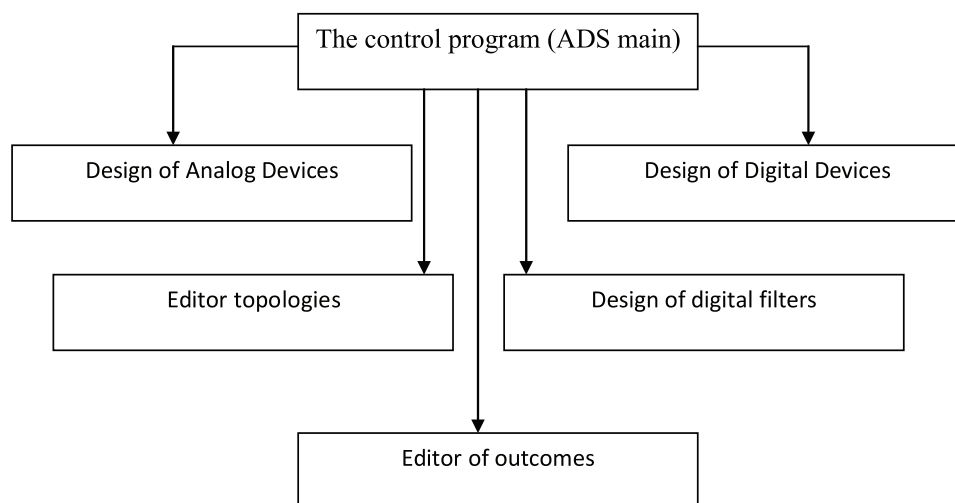 The control program (ADS main)
Design of Analog Devices
Design of Digital Devices
Editor topologies
Design of digital filters
Editor of outcomes